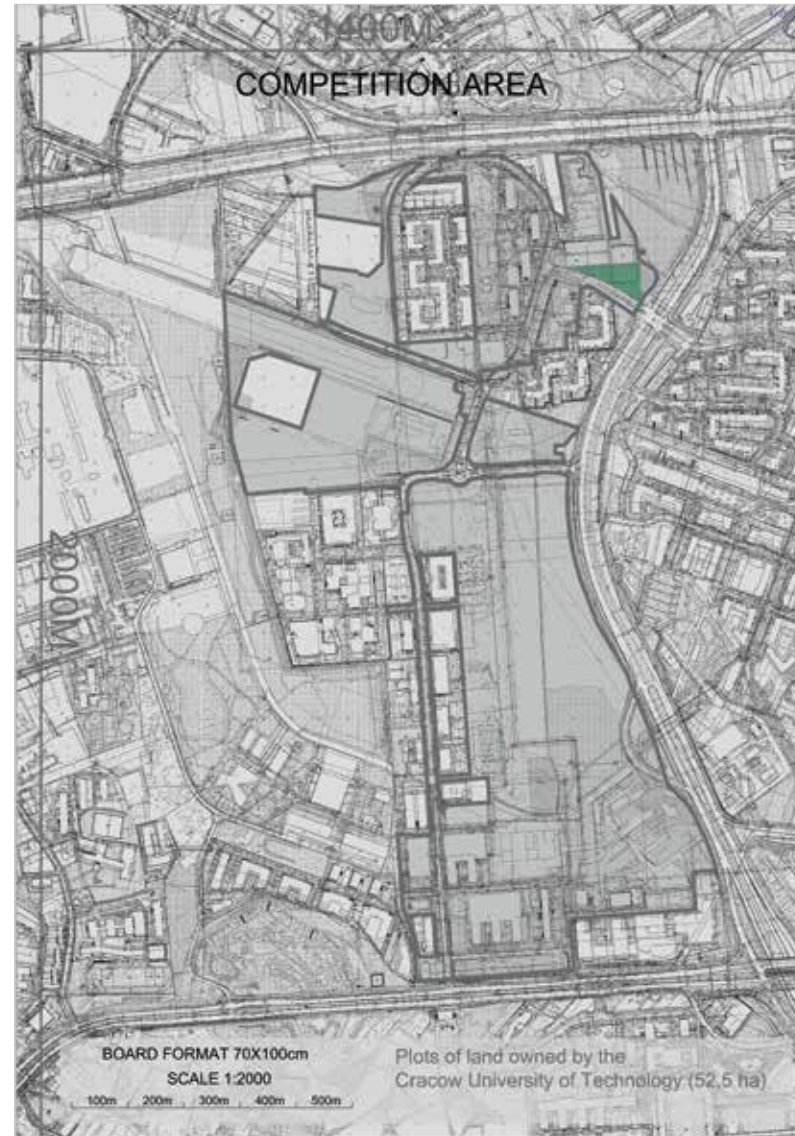 1400M
COMPETITION AREA
2000M
BOARD FORMAT 70X100cm
SCALE 1:2000
100m 200m 300m 400m 500m
Plots of land owned by the
Cracow University of Technology (52,5 ha)